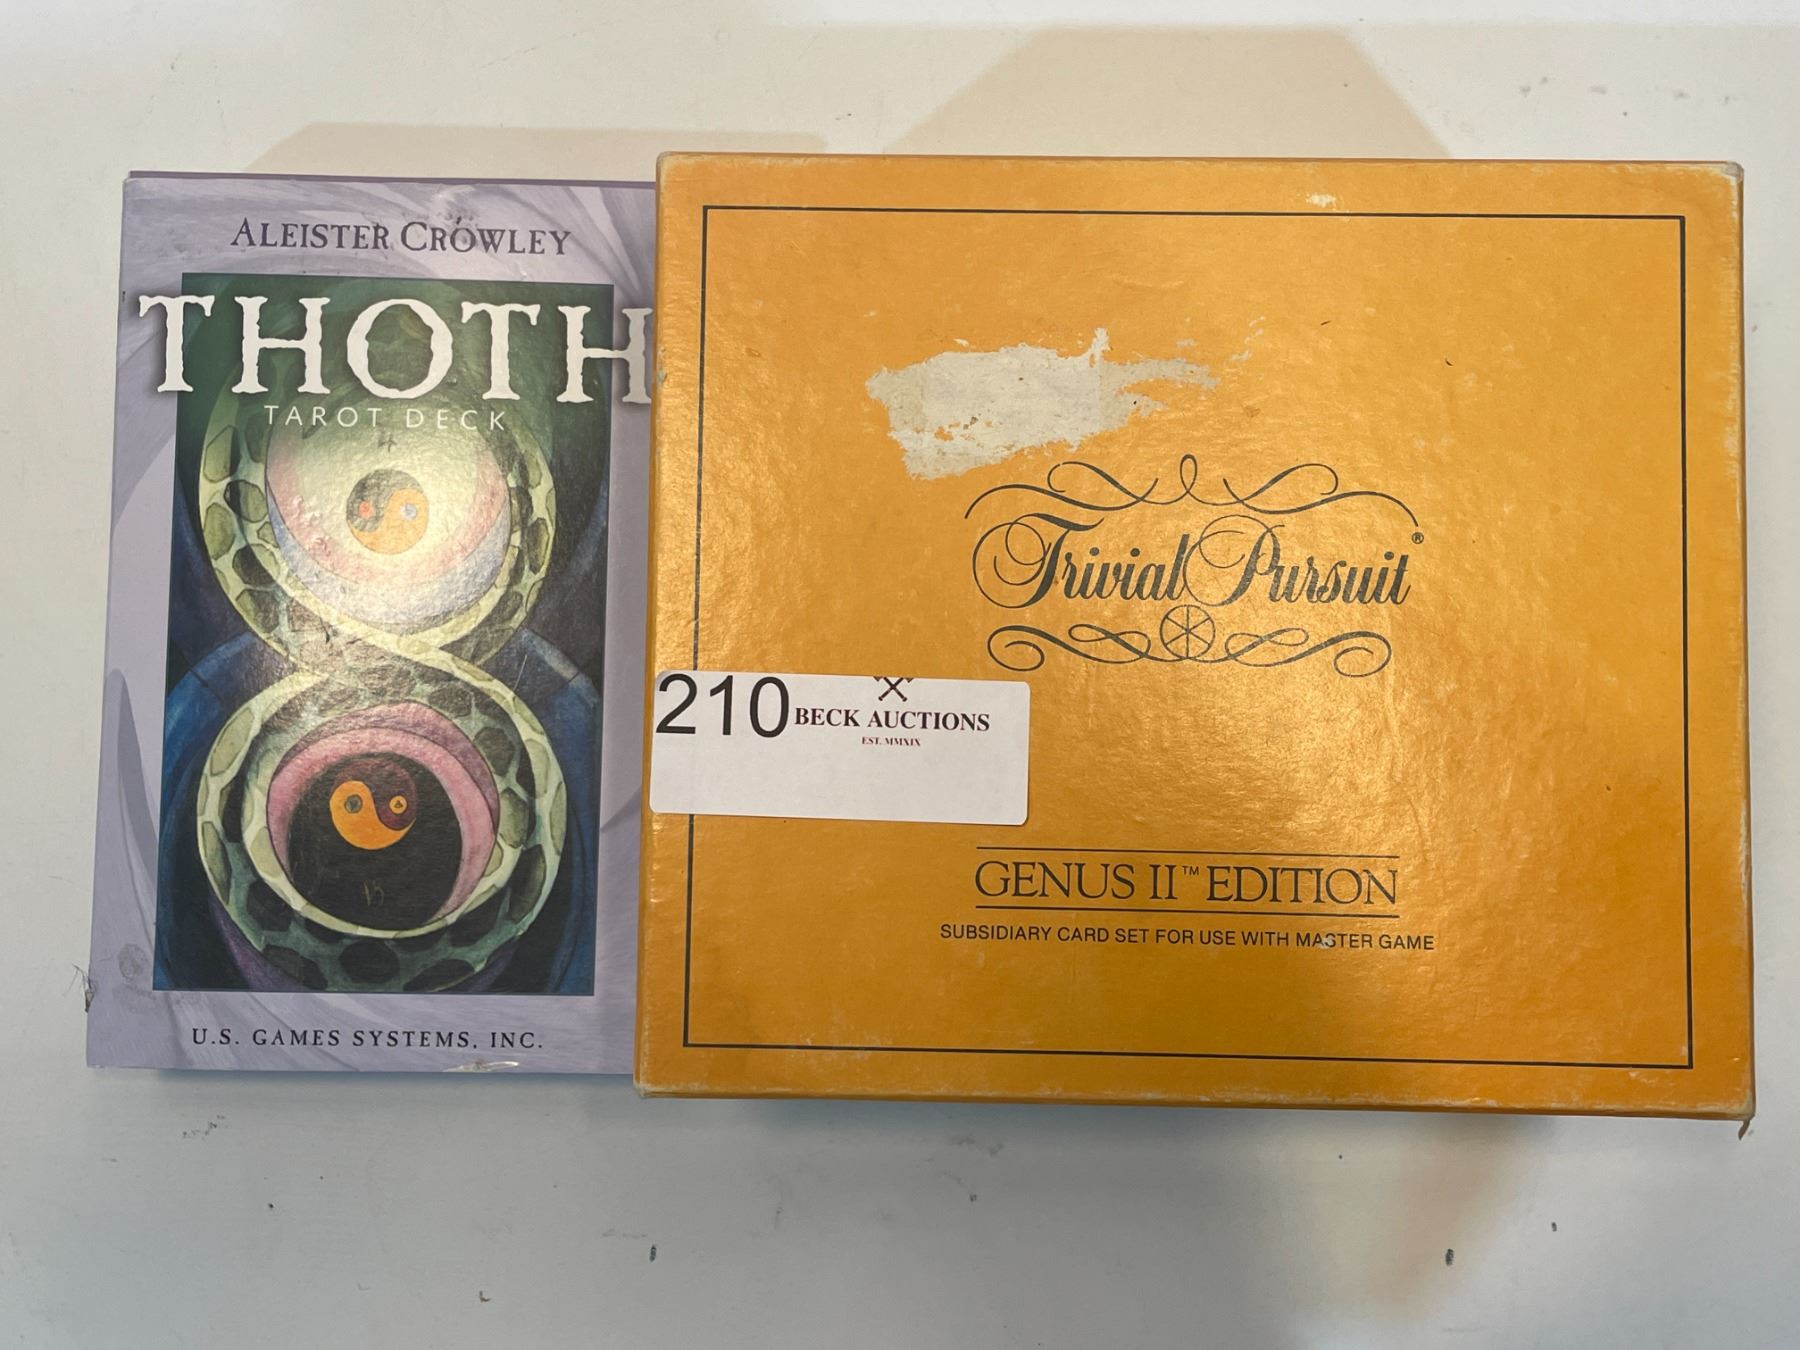 ALEISTER CROWLEY
THOTH
TAROT DECK
U.S. GAMES SYSTEMS, INC.
Trivial Pursuit®
210 BECK AUCTIONS
EST. MMXIX
GENUS II™ EDITION
SUBSIDIARY CARD SET FOR USE WITH MASTER GAME